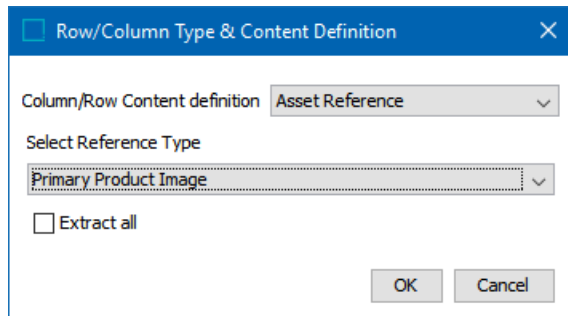 Row/Column Type & Content Definition
Column/Row Content definition Asset Reference
Select Reference Type
Primary Product Image
Extract all
OK Cancel